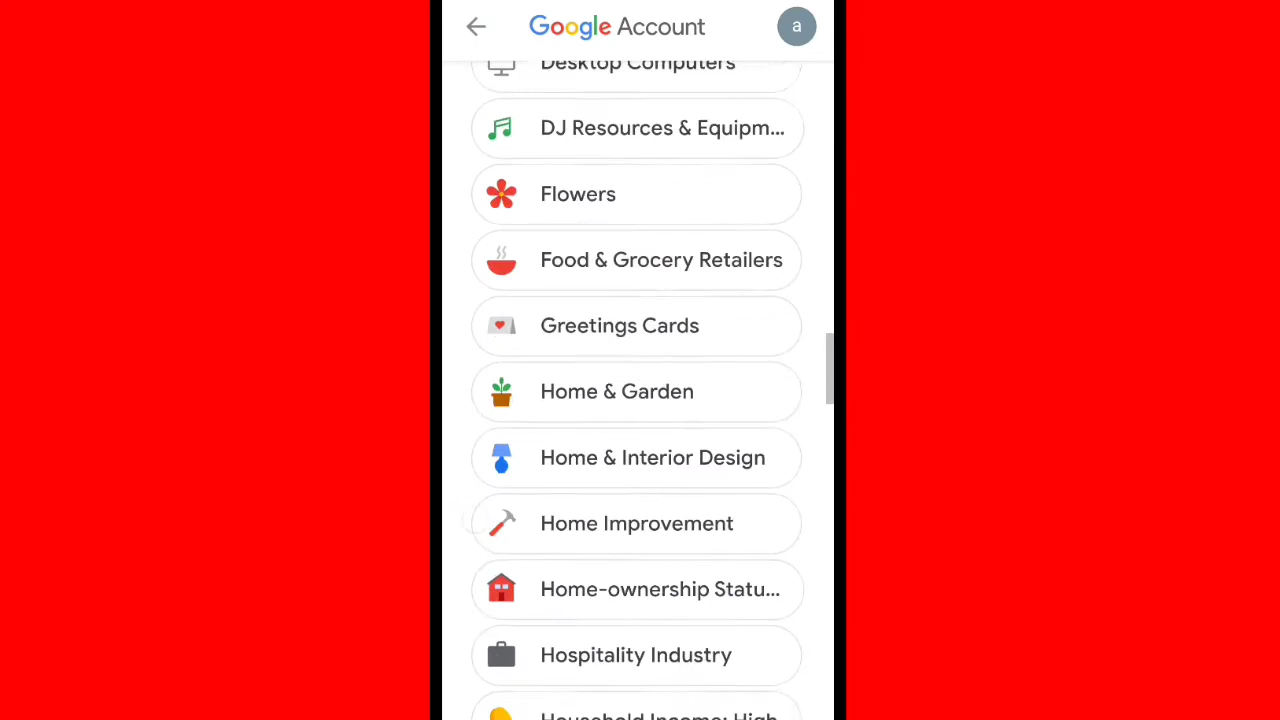 Google Account
a
Desktop Computers
DJ Resources & Equipm...
Flowers
Food & Grocery Retailers
Greetings Cards
Home & Garden
Home & Interior Design
Home Improvement
Home-ownership Statu...
Hospitality Industry
Household Income: High